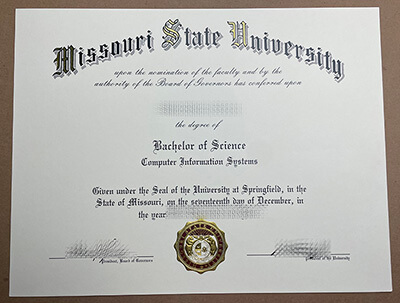 Missouri State University
upon the nomination of the faculty and by the
authority of the Board of Governors has conferred upon
the degree of
Bachelor of Science
Computer Information Systems
Given under the Seal of the University at Springfield, in the
State of Missouri, on the seventeenth day of December, in
the year
President, Board of Governors
President of the University